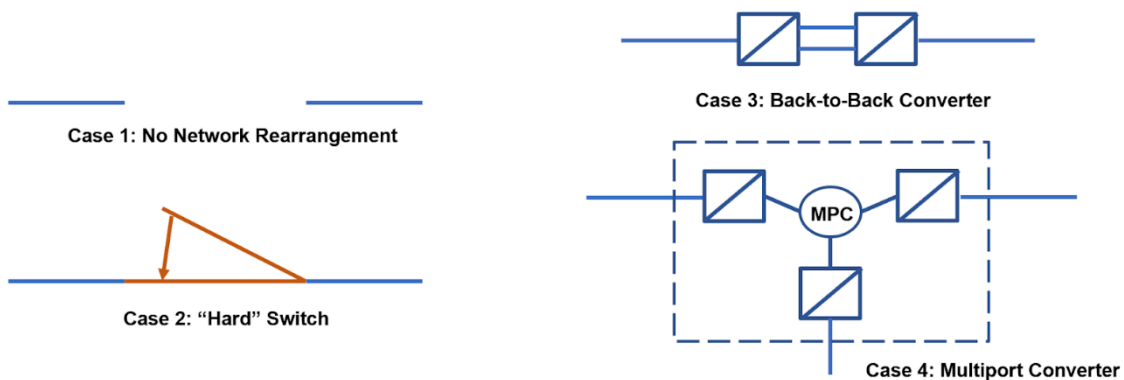 Case 1: No Network Rearrangement
Case 2: “Hard” Switch
Case 3: Back-to-Back Converter
MPC
Case 4: Multiport Converter